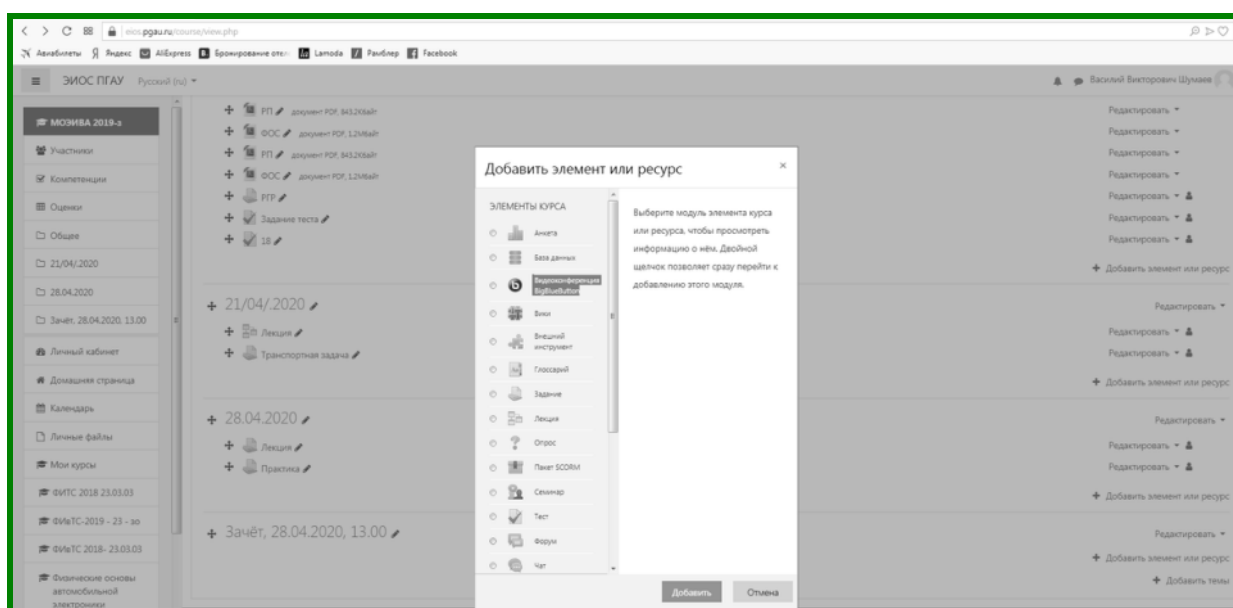 eios.pgau.ru/course/view.php
Авиабилеты Яндекс AliExpress Бронирование отел Lamoda Рамблер Facebook
ЭИОС ПГАУ Русский (ru)
Василий Викторович Шумаев
МОЭИВА 2019-з
Участники
Компетенции
Оценки
Общее
21/04/.2020
28.04.2020
Зачёт, 28.04.2020, 13.00
Личный кабинет
Домашняя страница
Календарь
Личные файлы
Мои курсы
ФИТС 2018 23.03.03
ФИвТС-2019 - 23 - зо
ФИвТС 2018- 23.03.03
Физические основы
автомобильной
электроники
РП документ PDF, 843.2Кбайт
Редактировать
ФОС документ PDF, 1.2Мбайт
Редактировать
РП документ PDF, 843.2Кбайт
Редактировать
ФОС документ PDF, 1.2Мбайт
Редактировать
РГР
Редактировать
Задание теста
Редактировать
18
Редактировать
Добавить элемент или ресурс
21/04/.2020
Редактировать
Лекция
Редактировать
Транспортная задача
Редактировать
Добавить элемент или ресурс
28.04.2020
Редактировать
Лекция
Редактировать
Практика
Редактировать
Добавить элемент или ресурс
Зачёт, 28.04.2020, 13.00
Редактировать
Добавить элемент или ресурс
Добавить темы
Добавить элемент или ресурс ×
ЭЛЕМЕНТЫ КУРСА
Анкета
База данных
Видеоконференция
BigBlueButton
Вики
Внешний
инструмент
Глоссарий
Задание
Лекция
Опрос
Пакет SCORM
Семинар
Тест
Форум
Чат
Выберите модуль элемента курса
или ресурса, чтобы просмотреть
информацию о нём. Двойной
щелчок позволяет сразу перейти к
добавлению этого модуля.
Добавить Отмена